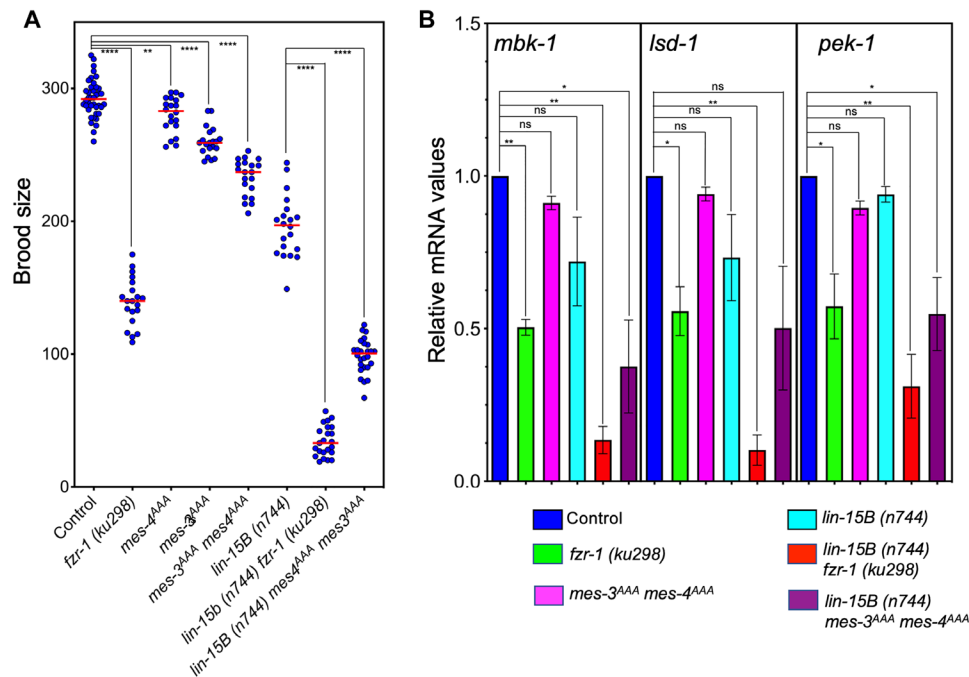 A
Brood size
300
200
100
0
****
**
****
****
****
****
Control
fzr-1 (ku298)
mes-4AAA
mes-3AAA
mes-3AAA mes4AAA
lin-15B (n744)
lin-15b (n744) fzr-1 (ku298)
lin-15B (n744) mes4AAA mes3AAA
B
Relative mRNA values
1.5
1.0
0.5
0.0
mbk-1
lsd-1
pek-1
*
**
ns
ns
**
ns
**
ns
ns
*
*
**
ns
ns
*
Control
fzr-1 (ku298)
mes-3AAA mes-4AAA
lin-15B (n744)
lin-15B (n744)
fzr-1 (ku298)
lin-15B (n744)
mes-3AAA mes-4AAA